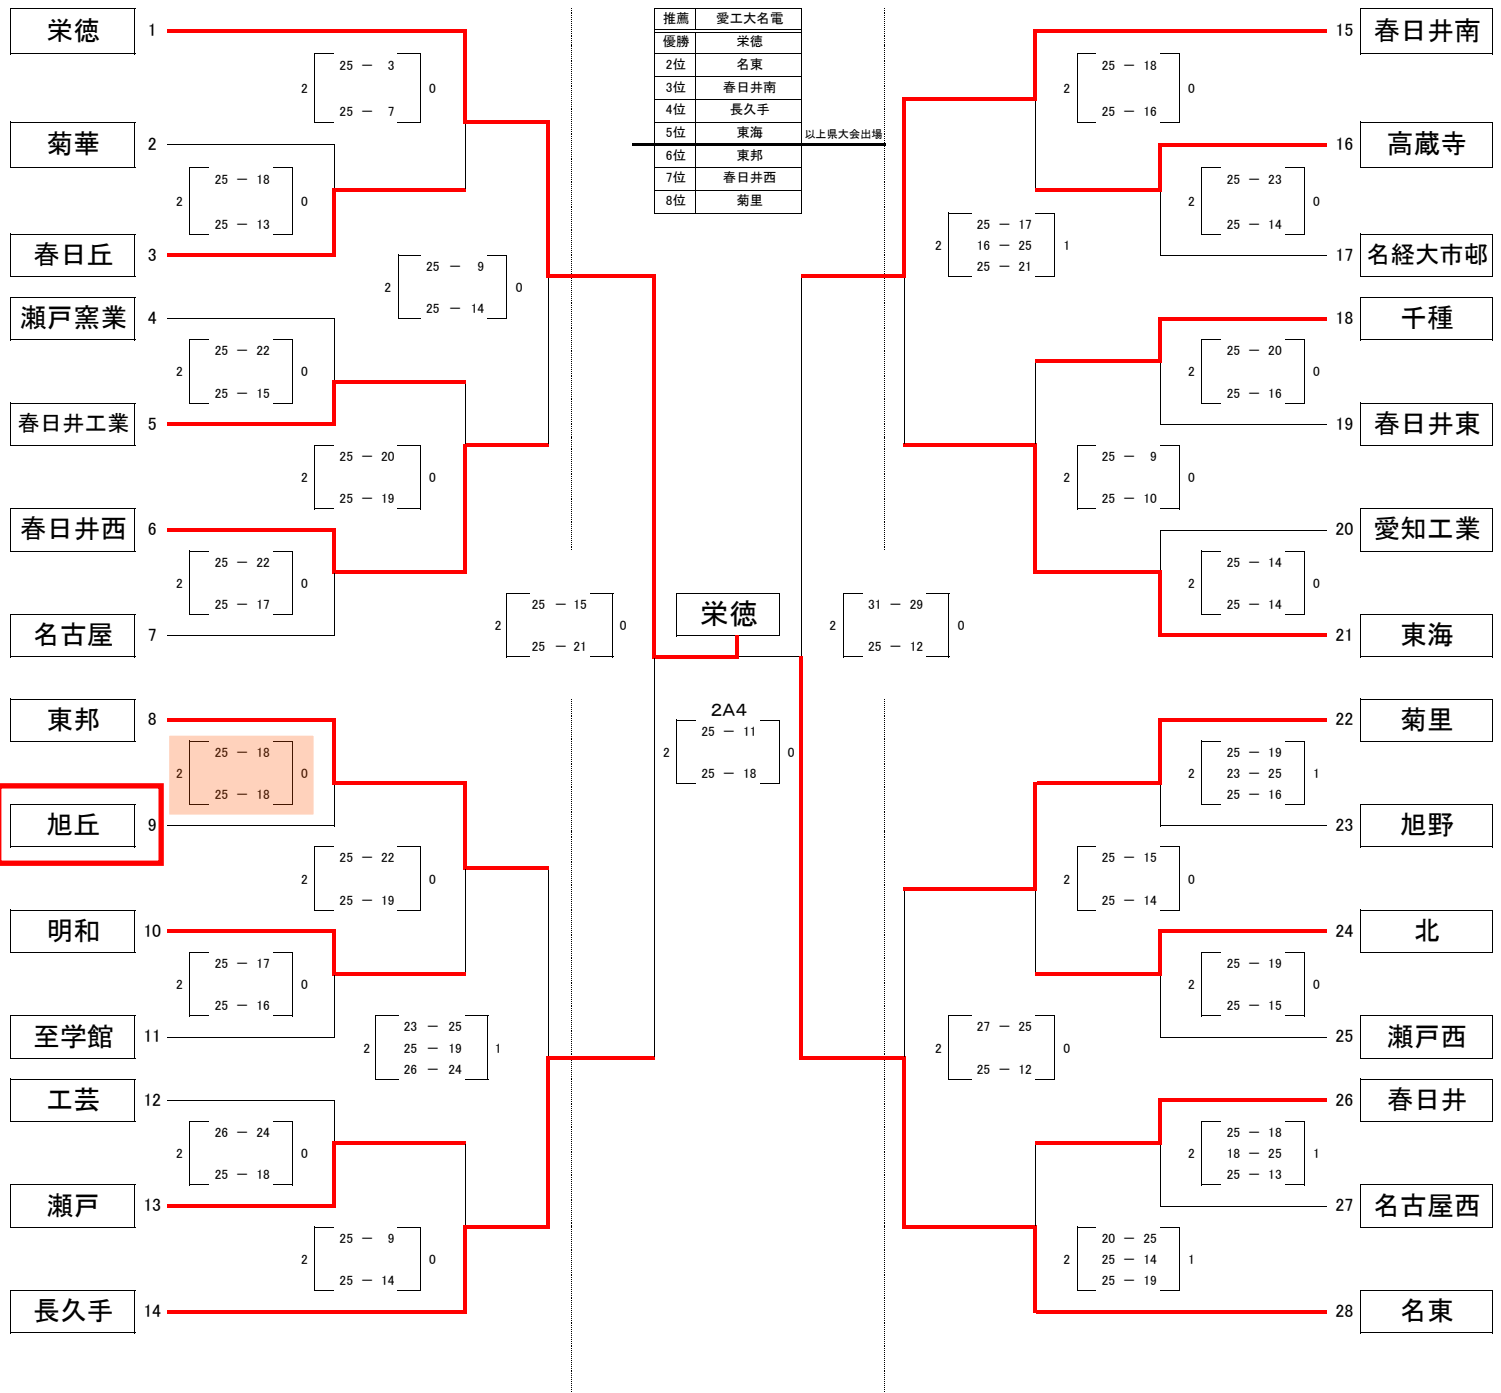 推薦 愛工大名電
優勝 栄徳
2位 名東
3位 春日井南
4位 長久手
5位 東海
以上県大会出場
6位 東邦
7位 春日井西
8位 菊里
栄徳 1
25 － 3
2 0
25 － 7
菊華 2
25 － 18
2 0
25 － 13
春日丘 3
25 － 9
2 0
25 － 14
瀬戸窯業 4
25 － 22
2 0
25 － 15
春日井工業 5
25 － 20
2 0
25 － 19
春日井西 6
25 － 22
2 0
25 － 17
名古屋 7
25 － 15
2 0
25 － 21
東邦 8
25 － 18
2 0
25 － 18
旭丘 9
25 － 22
2 0
25 － 19
明和 10
25 － 17
2 0
25 － 16
至学館 11
23 － 25
2 25 － 19 1
26 － 24
工芸 12
26 － 24
2 0
25 － 18
瀬戸 13
25 － 9
2 0
25 － 14
長久手 14
栄徳
2A4
25 － 11
2 0
25 － 18
15 春日井南
25 － 18
2 0
25 － 16
16 高蔵寺
25 － 23
2 0
25 － 14
17 名経大市邨
25 － 17
2 16 － 25 1
25 － 21
18 千種
25 － 20
2 0
25 － 16
19 春日井東
25 － 9
2 0
25 － 10
20 愛知工業
25 － 14
2 0
25 － 14
21 東海
31 － 29
2 0
25 － 12
22 菊里
25 － 19
2 23 － 25 1
25 － 16
23 旭野
25 － 15
2 0
25 － 14
24 北
25 － 19
2 0
25 － 15
25 瀬戸西
27 － 25
2 0
25 － 12
26 春日井
25 － 18
2 18 － 25 1
25 － 13
27 名古屋西
20 － 25
2 25 － 14 1
25 － 19
28 名東